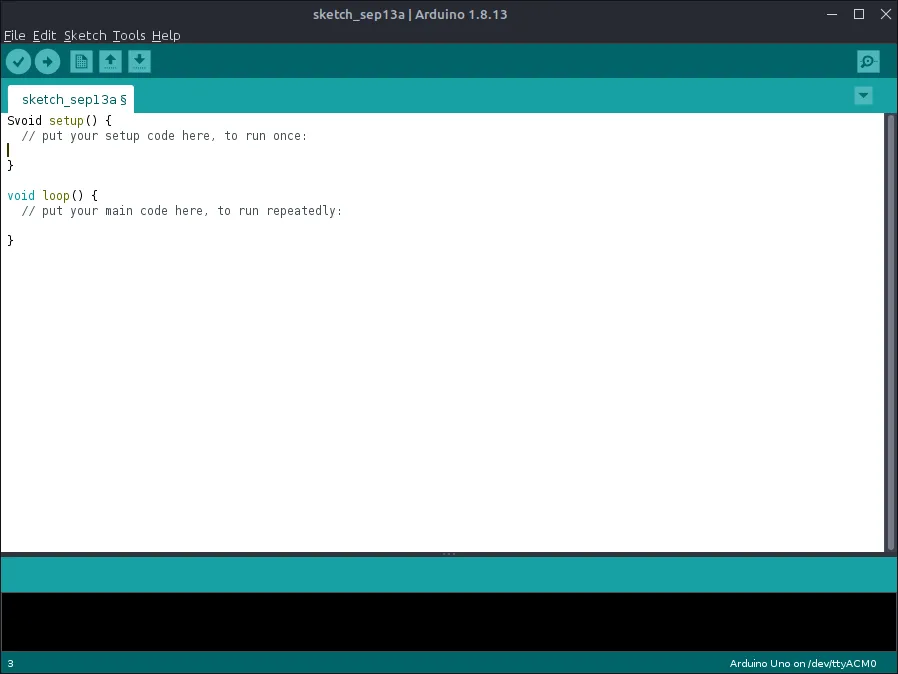 sketch_sep13a | Arduino 1.8.13
File Edit Sketch Tools Help
sketch_sep13a §
Svoid setup() {
  // put your setup code here, to run once:
}
void loop() {
  // put your main code here, to run repeatedly:
}
3
Arduino Uno on /dev/ttyACM0